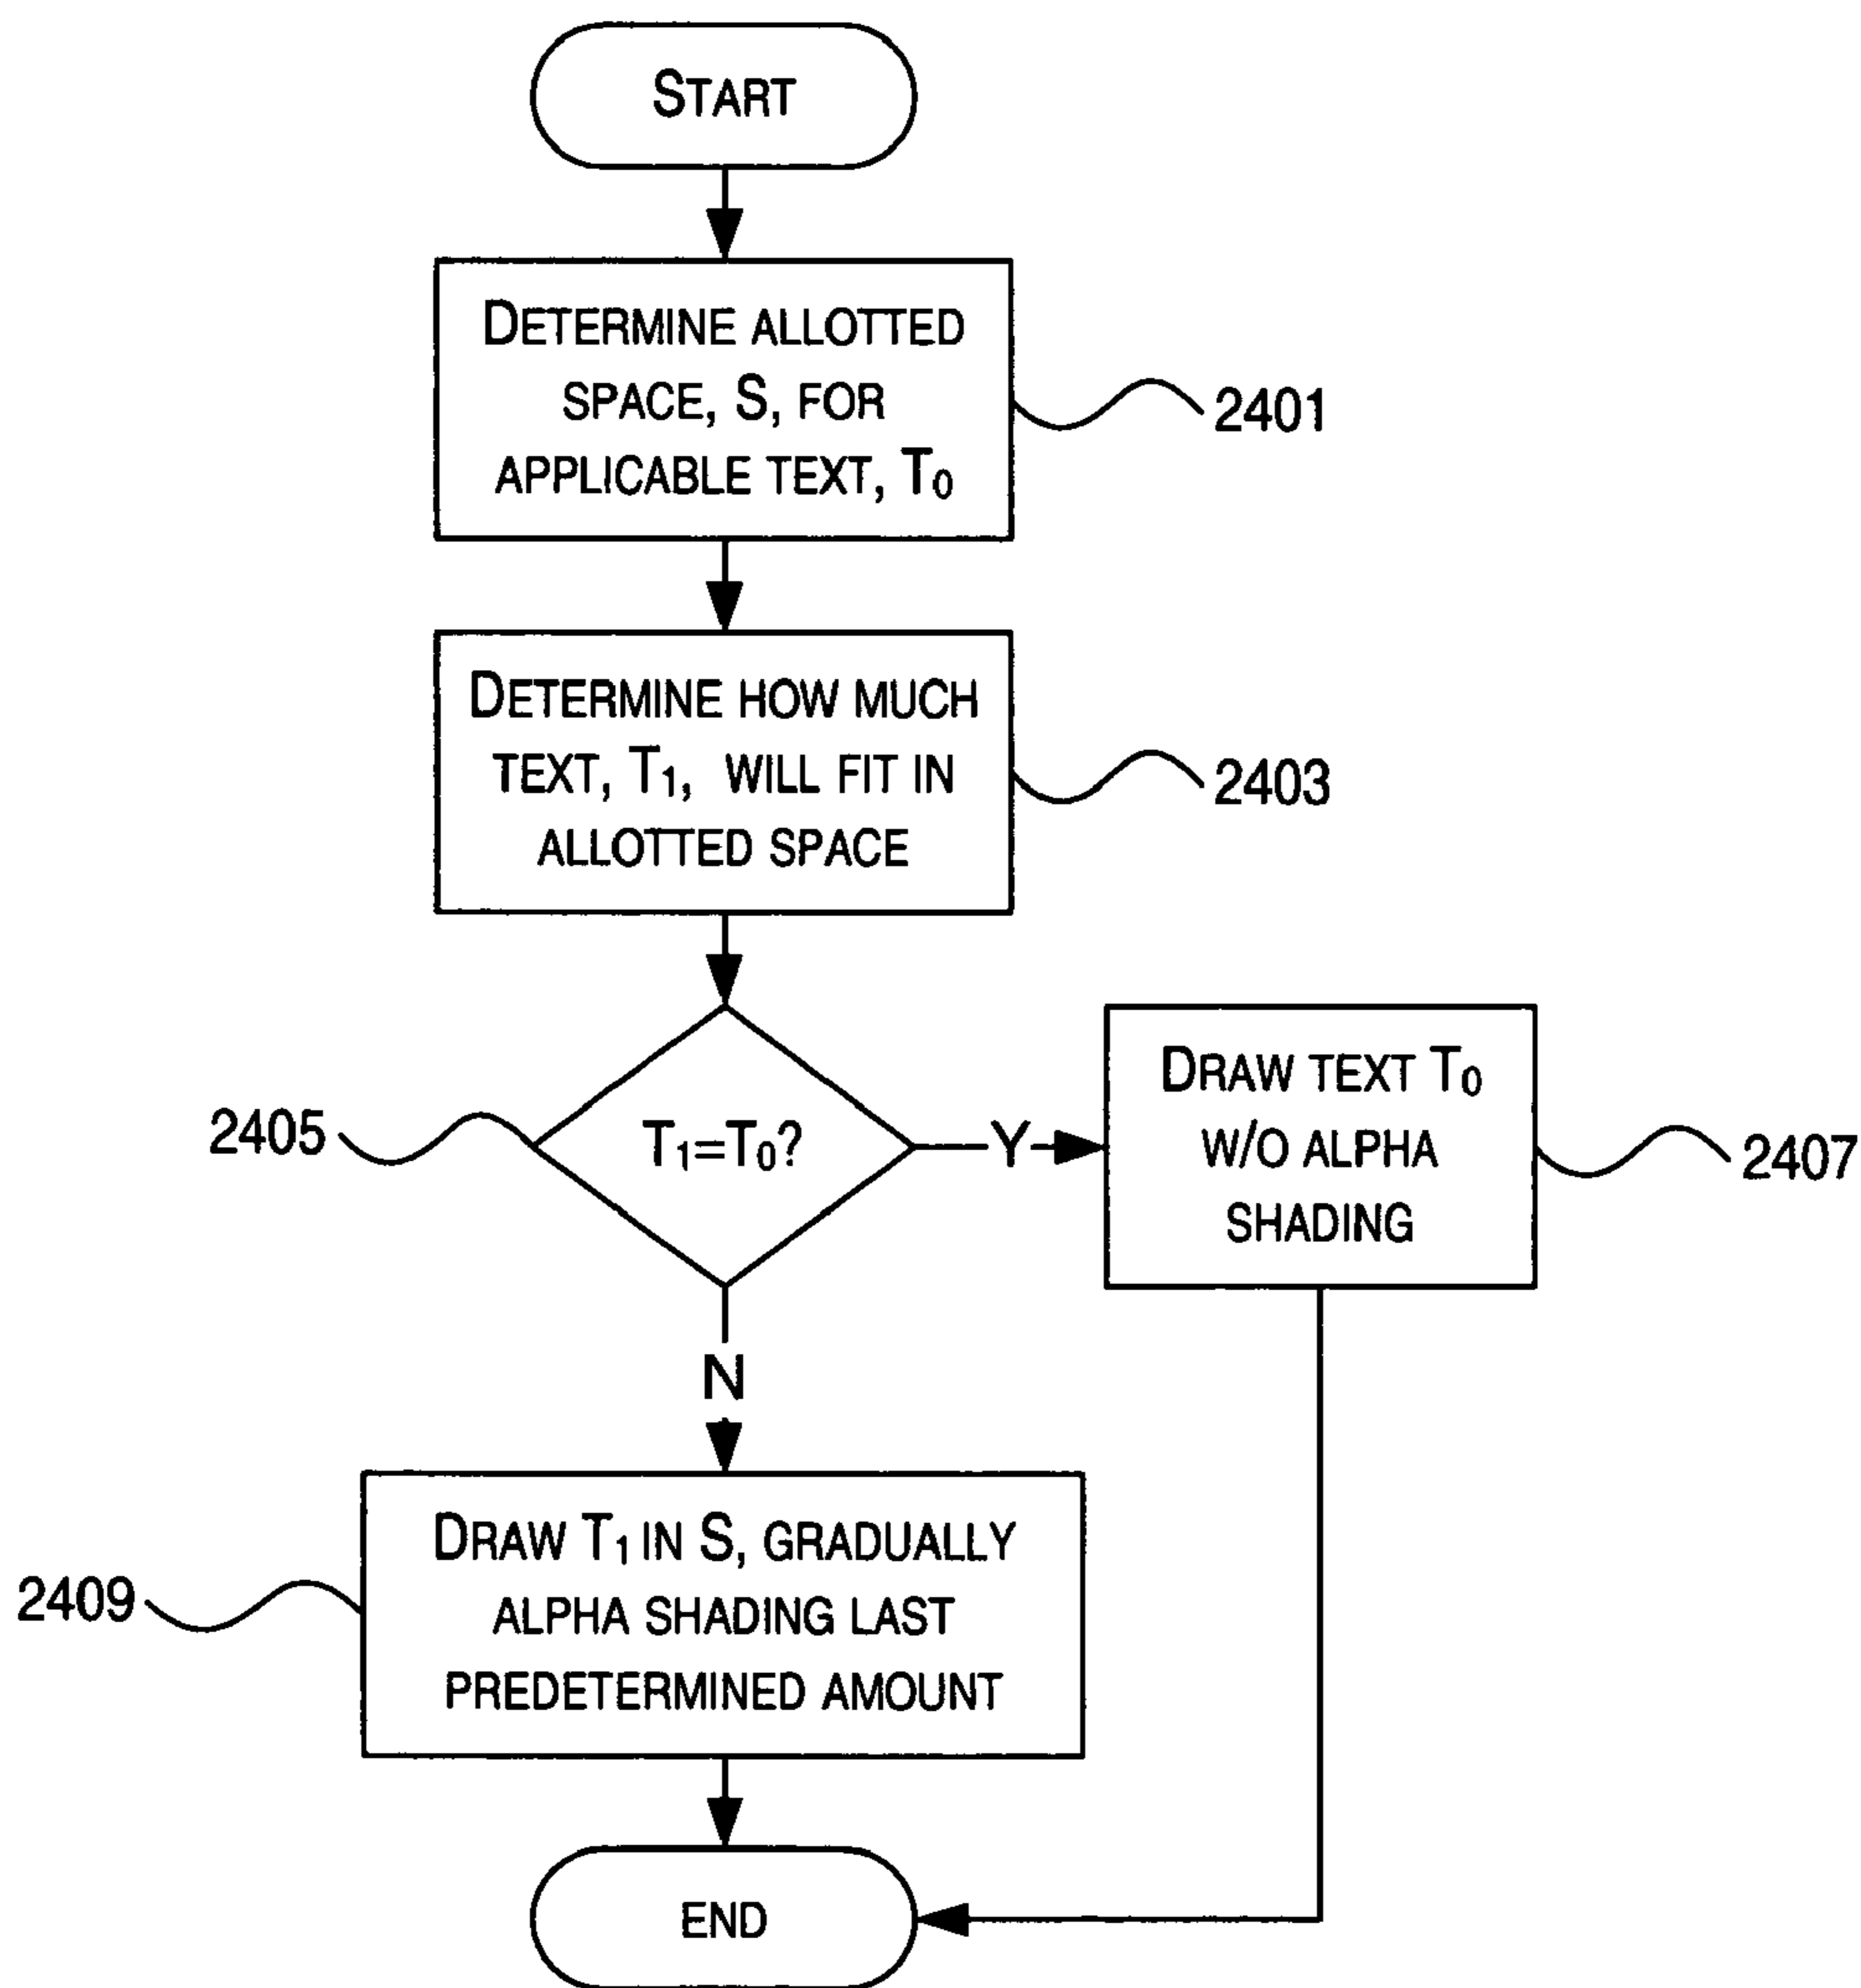 START
DETERMINE ALLOTTED
SPACE, S, FOR
APPLICABLE TEXT, T₀
2401
DETERMINE HOW MUCH
TEXT, T₁, WILL FIT IN
ALLOTTED SPACE
2403
2405
T₁=T₀?
Y
DRAW TEXT T₀
W/O ALPHA
SHADING
2407
N
DRAW T₁ IN S, GRADUALLY
ALPHA SHADING LAST
PREDETERMINED AMOUNT
2409
END